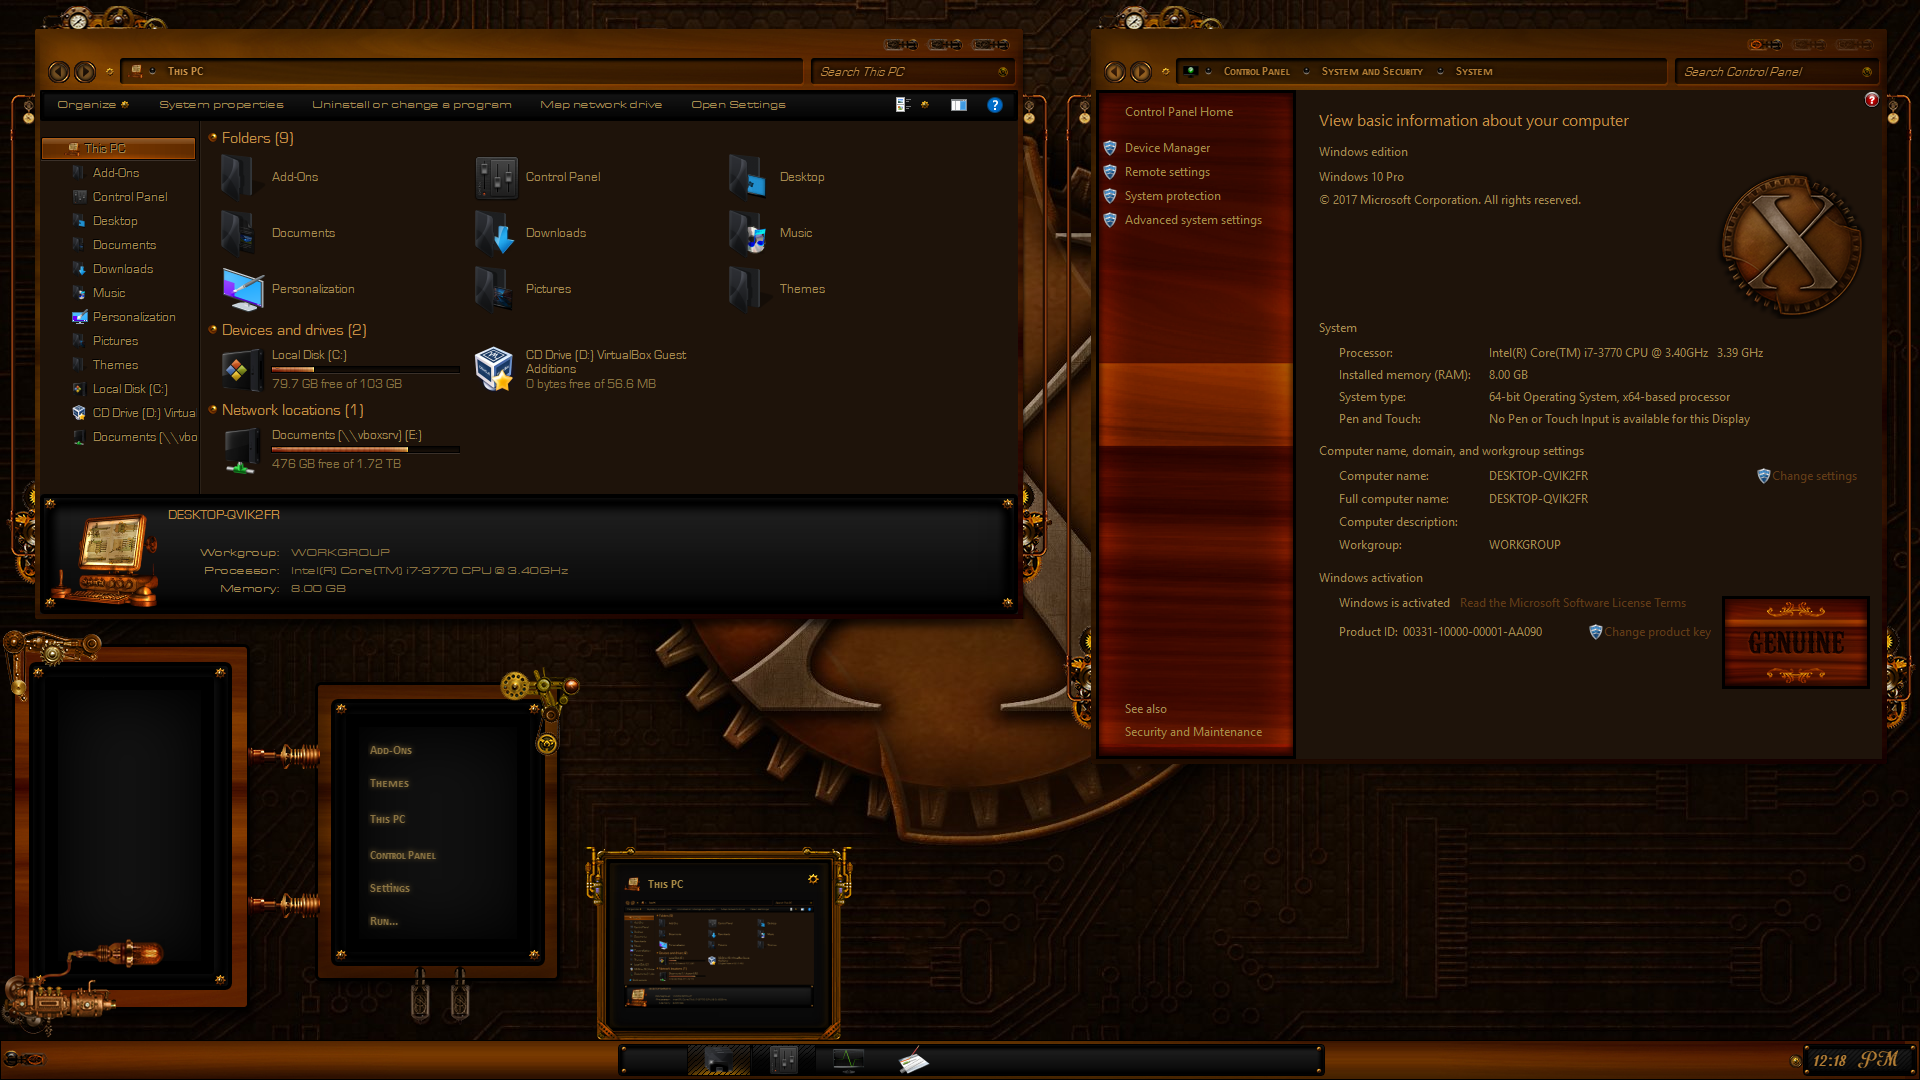 This PC
Search This PC
Organize
System properties
Uninstall or change a program
Map network drive
Open Settings
This PC
Add-Ons
Control Panel
Desktop
Documents
Downloads
Music
Personalization
Pictures
Themes
Local Disk (C:)
CD Drive (D:) Virtua
Documents (\\vbo
Folders (9)
Add-Ons
Control Panel
Desktop
Documents
Downloads
Music
Personalization
Pictures
Themes
Devices and drives (2)
Local Disk (C:)
79.7 GB free of 103 GB
CD Drive (D:) VirtualBox Guest
Additions
0 bytes free of 56.6 MB
Network locations (1)
Documents (\\vboxsrv) (E:)
476 GB free of 1.72 TB
DESKTOP-QVIK2FR
Workgroup: WORKGROUP
Processor: Intel(R) Core(TM) i7-3770 CPU @ 3.40GHz
Memory: 8.00 GB
Control Panel
System and Security
System
Search Control Panel
Control Panel Home
Device Manager
Remote settings
System protection
Advanced system settings
See also
Security and Maintenance
View basic information about your computer
Windows edition
Windows 10 Pro
© 2017 Microsoft Corporation. All rights reserved.
X
System
Processor: Intel(R) Core(TM) i7-3770 CPU @ 3.40GHz 3.39 GHz
Installed memory (RAM): 8.00 GB
System type: 64-bit Operating System, x64-based processor
Pen and Touch: No Pen or Touch Input is available for this Display
Computer name, domain, and workgroup settings
Computer name: DESKTOP-QVIK2FR
Change settings
Full computer name: DESKTOP-QVIK2FR
Computer description:
Workgroup: WORKGROUP
Windows activation
Windows is activated Read the Microsoft Software License Terms
Product ID: 00331-10000-00001-AA090
Change product key
GENUINE
Add-Ons
Themes
This PC
Control Panel
Settings
Run...
This PC
12:18 PM